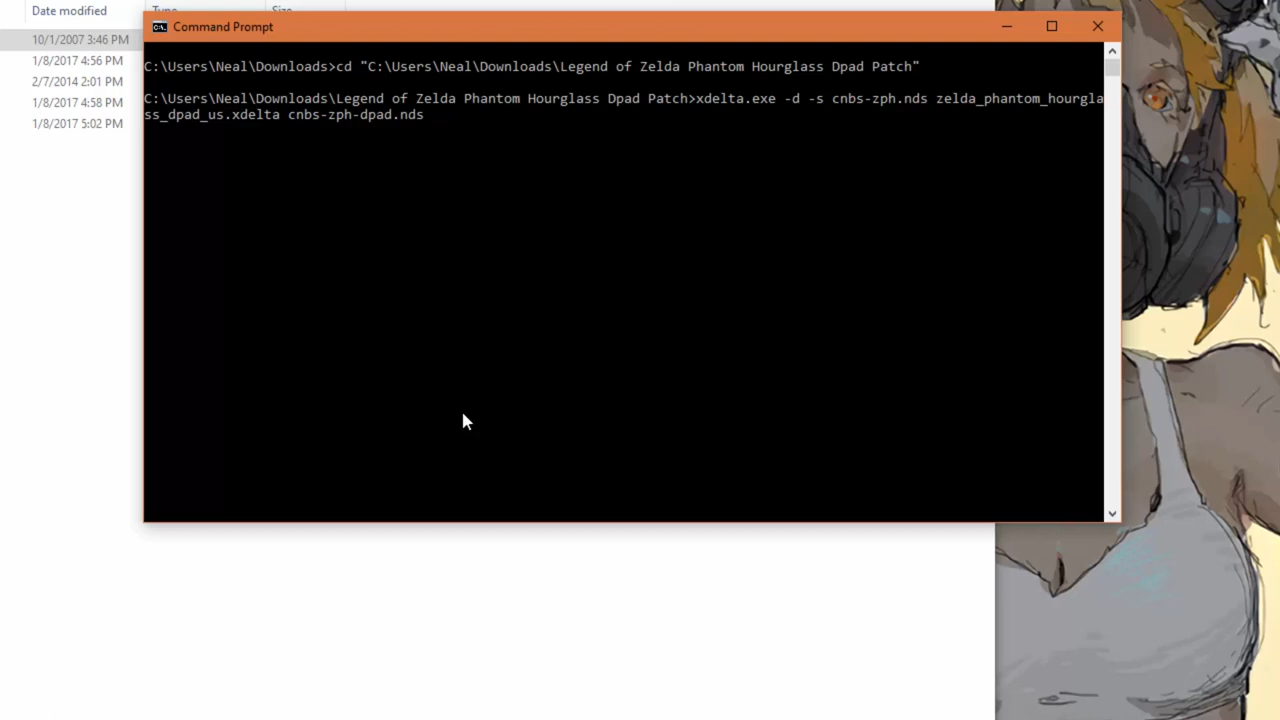 Date modified
Type
Size
10/1/2007 3:46 PM
1/8/2017 4:56 PM
2/7/2014 2:01 PM
1/8/2017 4:58 PM
1/8/2017 5:02 PM
Command Prompt
C:\Users\Neal\Downloads>cd "C:\Users\Neal\Downloads\Legend of Zelda Phantom Hourglass Dpad Patch"
C:\Users\Neal\Downloads\Legend of Zelda Phantom Hourglass Dpad Patch>xdelta.exe -d -s cnbs-zph.nds zelda_phantom_hourgla
ss_dpad_us.xdelta cnbs-zph-dpad.nds